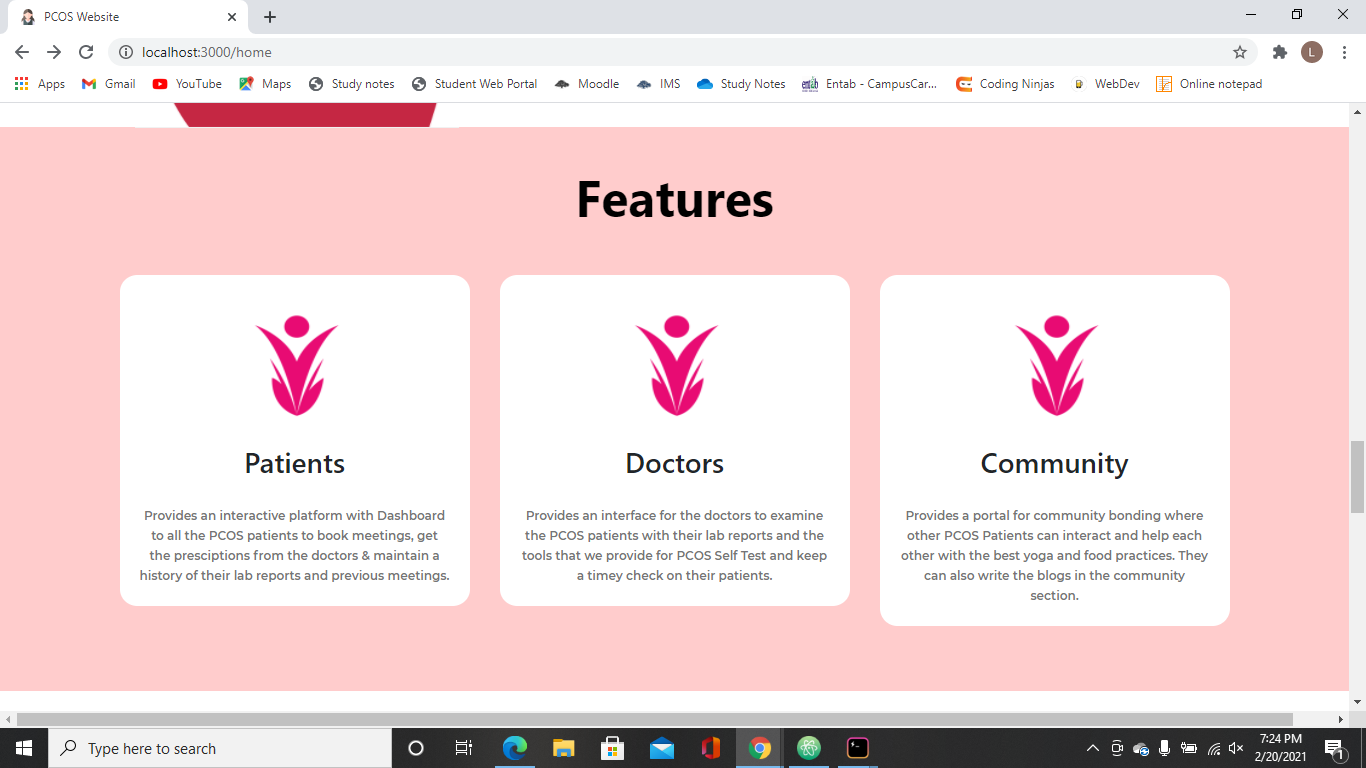 PCOS Website
localhost:3000/home
L
Apps Gmail YouTube Maps Study notes Student Web Portal Moodle IMS Study Notes Entab - CampusCar... Coding Ninjas WebDev Online notepad
Features
Patients
Provides an interactive platform with Dashboard
to all the PCOS patients to book meetings, get
the presciptions from the doctors & maintain a
history of their lab reports and previous meetings.
Doctors
Provides an interface for the doctors to examine
the PCOS patients with their lab reports and the
tools that we provide for PCOS Self Test and keep
a timey check on their patients.
Community
Provides a portal for community bonding where
other PCOS Patients can interact and help each
other with the best yoga and food practices. They
can also write the blogs in the community
section.
Type here to search
7:24 PM
2/20/2021
1